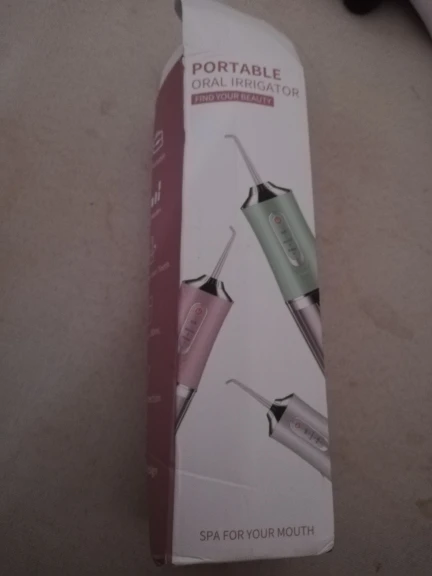 PORTABLE
ORAL IRRIGATOR
FIND YOUR BEAUTY
SPA FOR YOUR MOUTH